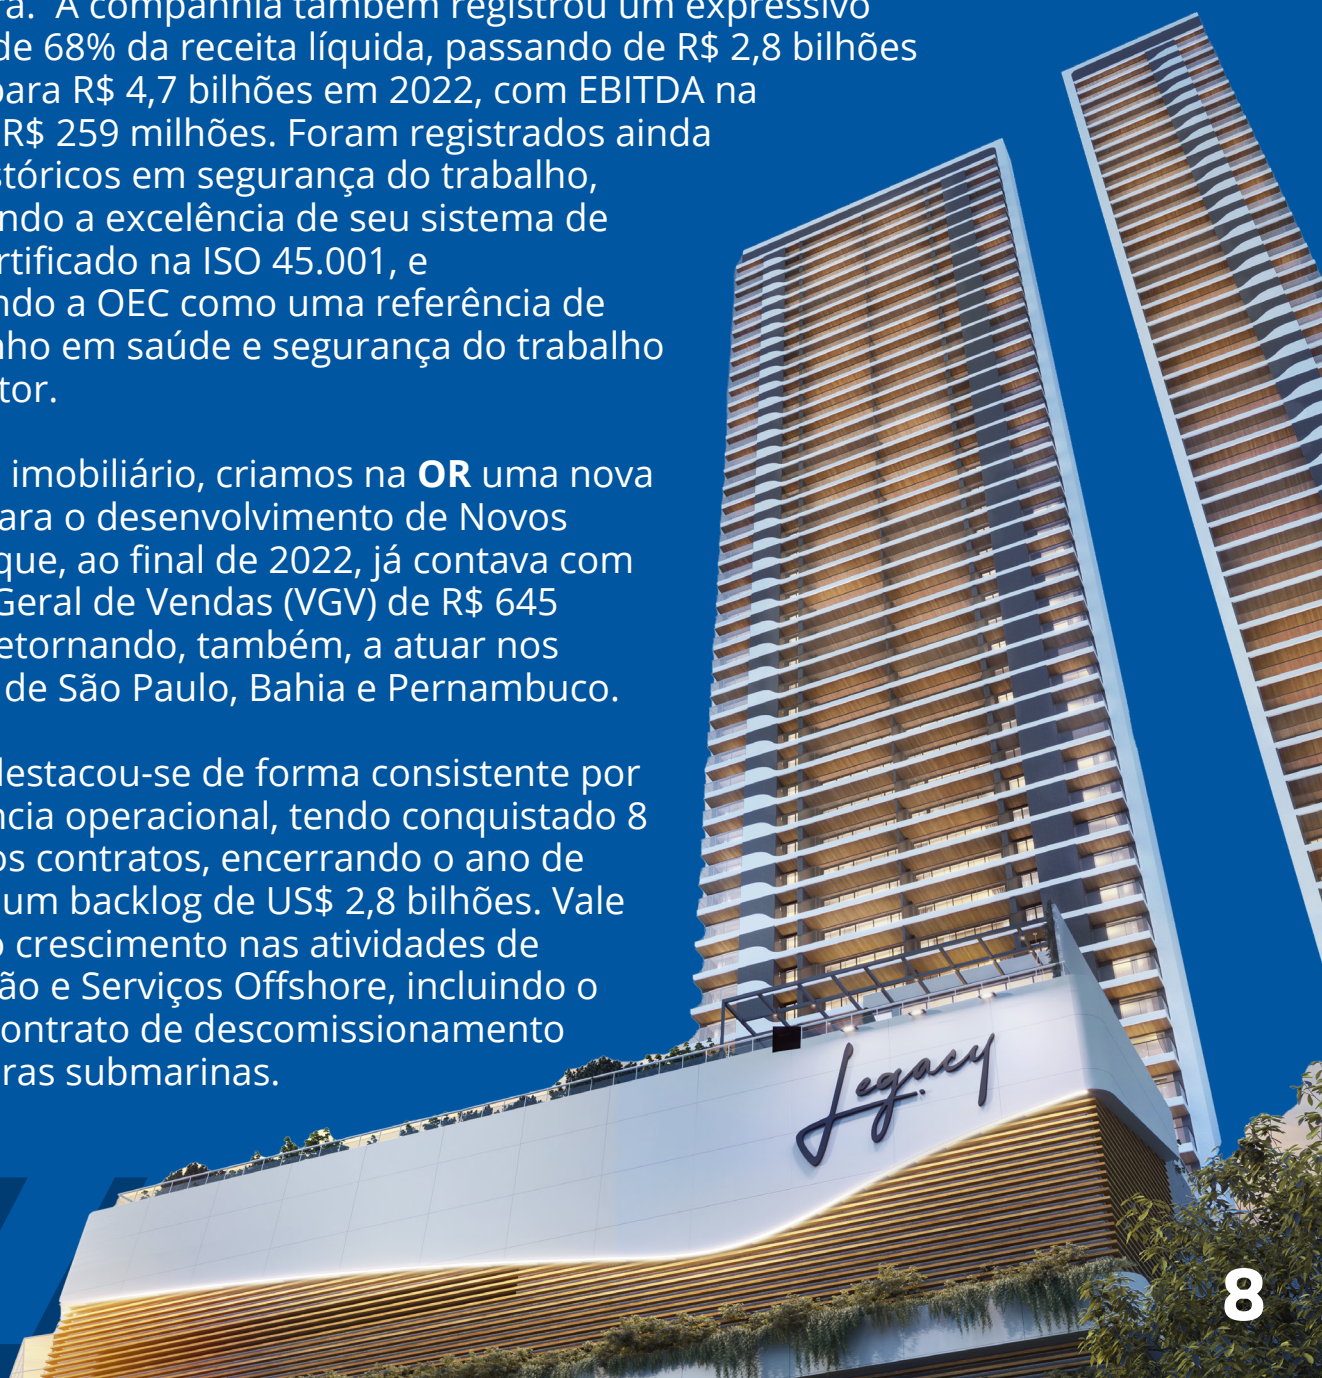 A companhia também registrou um expressivo
de 68% da receita líquida, passando de R$ 2,8 bilhões
para R$ 4,7 bilhões em 2022, com EBITDA na
R$ 259 milhões. Foram registrados ainda
stóricos em segurança do trabalho,
ndo a excelência de seu sistema de
rtificado na ISO 45.001, e
ndo a OEC como uma referência de
nho em saúde e segurança do trabalho
tor.
imobiliário, criamos na OR uma nova
ara o desenvolvimento de Novos
que, ao final de 2022, já contava com
Geral de Vendas (VGV) de R$ 645
etornando, também, a atuar nos
de São Paulo, Bahia e Pernambuco.
destacou-se de forma consistente por
ncia operacional, tendo conquistado 8
os contratos, encerrando o ano de
um backlog de US$ 2,8 bilhões. Vale
o crescimento nas atividades de
ão e Serviços Offshore, incluindo o
contrato de descomissionamento
ras submarinas.
Legacy
8